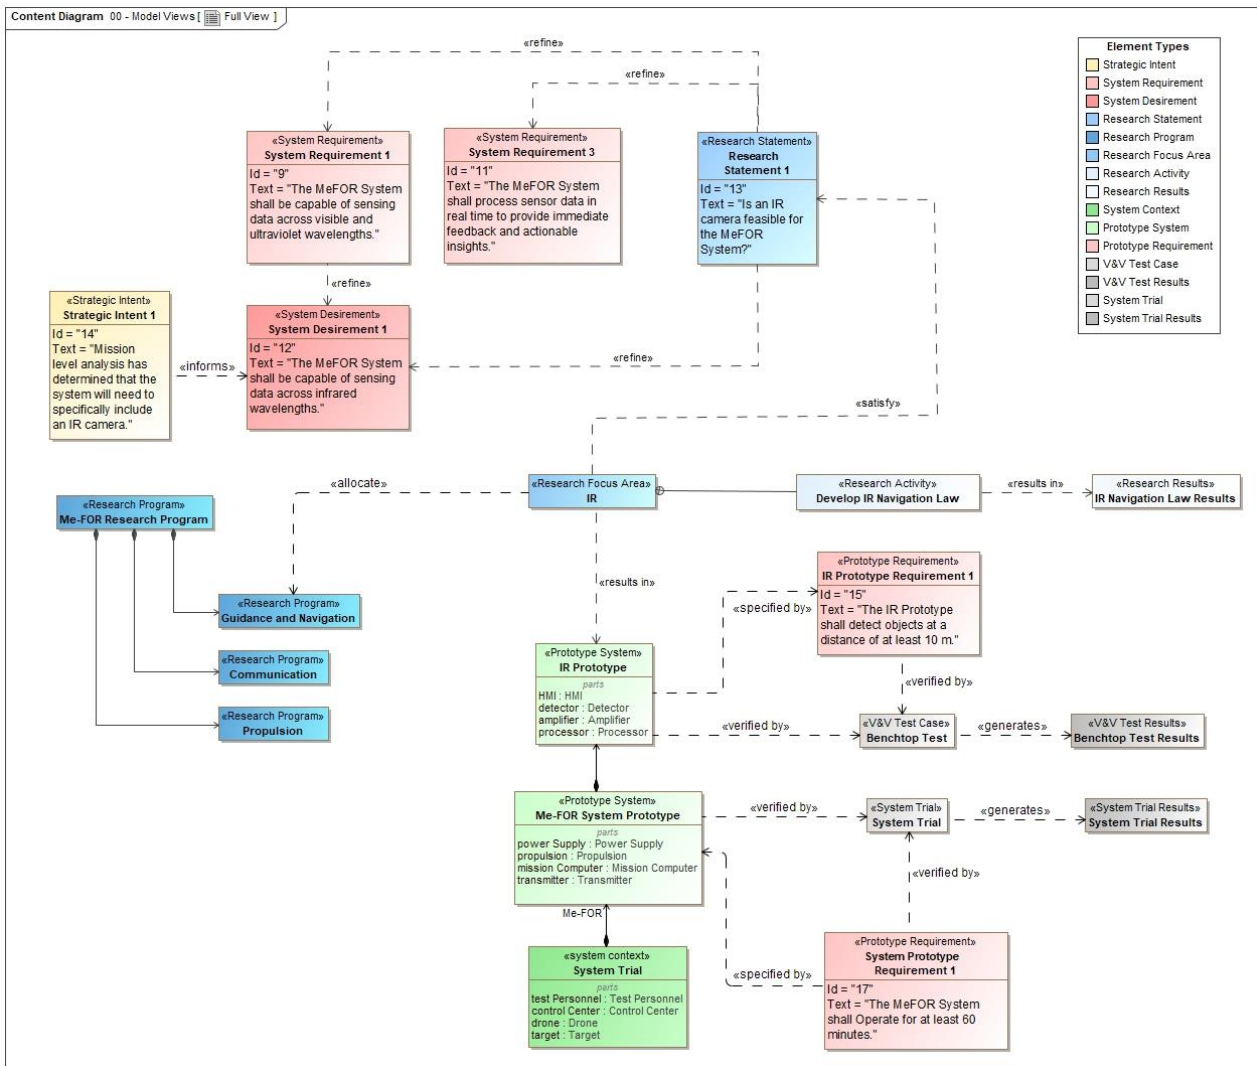 Content Diagram 00 - Model Views [ Full View ]
«refine»
«refine»
Element Types
Strategic Intent
System Requirement
System Desirement
Research Statement
Research Program
Research Focus Area
Research Activity
Research Results
System Context
Prototype System
Prototype Requirement
V&V Test Case
V&V Test Results
System Trial
System Trial Results
«System Requirement»
System Requirement 1
Id = "9"
Text = "The MeFOR System
shall be capable of sensing
data across visible and
ultraviolet wavelengths."
«System Requirement»
System Requirement 3
Id = "11"
Text = "The MeFOR System
shall process sensor data in
real time to provide immediate
feedback and actionable
insights."
«Research Statement»
Research
Statement 1
Id = "13"
Text = "Is an IR
camera feasible for
the MeFOR
System?"
«refine»
«Strategic Intent»
Strategic Intent 1
Id = "14"
Text = "Mission
level analysis has
determined that the
system will need to
specifically include
an IR camera."
«informs»
«System Desirement»
System Desirement 1
Id = "12"
Text = "The MeFOR System
shall be capable of sensing
data across infrared
wavelengths."
«refine»
«satisfy»
«allocate»
«Research Focus Area»
IR
«Research Activity»
Develop IR Navigation Law
«results in»
«Research Results»
IR Navigation Law Results
«Research Program»
Me-FOR Research Program
«Research Program»
Guidance and Navigation
«Research Program»
Communication
«Research Program»
Propulsion
«results in»
«specified by»
«Prototype Requirement»
IR Prototype Requirement 1
Id = "15"
Text = "The IR Prototype
shall detect objects at a
distance of at least 10 m."
«verified by»
«Prototype System»
IR Prototype
parts
HMI : HMI
detector : Detector
amplifier : Amplifier
processor : Processor
«verified by»
«V&V Test Case»
Benchtop Test
«generates»
«V&V Test Results»
Benchtop Test Results
«Prototype System»
Me-FOR System Prototype
parts
power Supply : Power Supply
propulsion : Propulsion
mission Computer : Mission Computer
transmitter : Transmitter
«verified by»
«System Trial»
System Trial
«generates»
«System Trial Results»
System Trial Results
«verified by»
Me-FOR
«system context»
System Trial
parts
test Personnel : Test Personnel
control Center : Control Center
drone : Drone
target : Target
«specified by»
«Prototype Requirement»
System Prototype
Requirement 1
Id = "17"
Text = "The MeFOR System
shall Operate for at least 60
minutes."